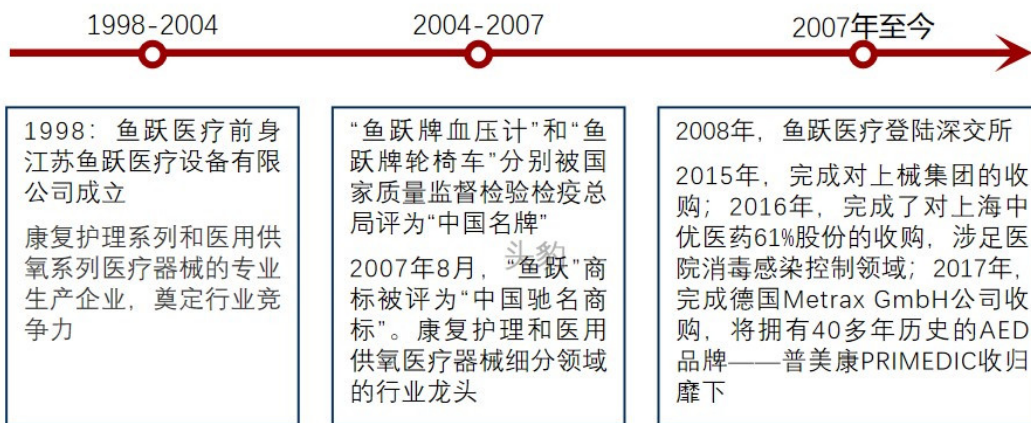 1998-2004
2004-2007
2007年至今
1998：鱼跃医疗前身
江苏鱼跃医疗设备有限
公司成立
康复护理系列和医用供
氧系列医疗器械的专业
生产企业，奠定行业竞
争力
“鱼跃牌血压计”和“鱼
跃牌轮椅车”分别被国
家质量监督检验检疫总
局评为“中国名牌”
头豹
2007年8月，“鱼跃”商
标被评为“中国驰名商
标”。康复护理和医用
供氧医疗器械细分领域
的行业龙头
2008年，鱼跃医疗登陆深交所
2015年，完成对上械集团的收
购；2016年，完成了对上海中
优医药61%股份的收购，涉足医
院消毒感染控制领域；2017年，
完成德国Metrax GmbH公司收
购，将拥有40多年历史的AED
品牌——普美康PRIMEDIC收归
靡下